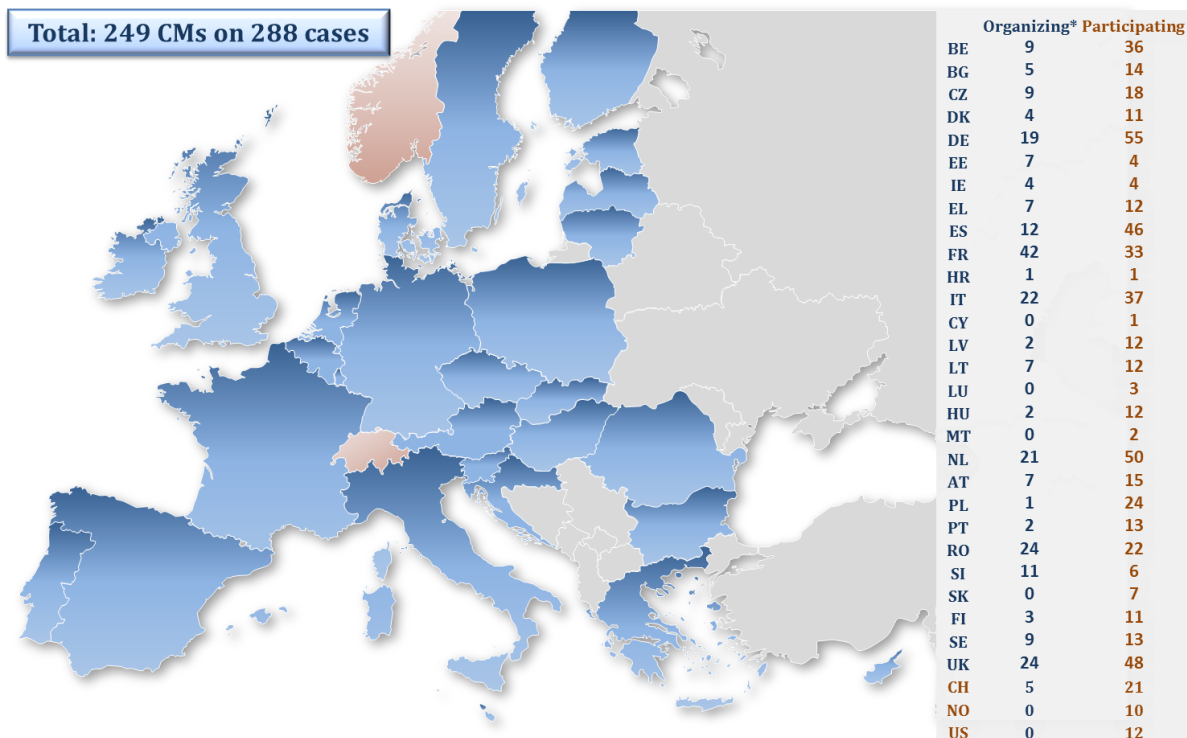 Total: 249 CMs on 288 cases
Organizing* Participating
BE 9 36
BG 5 14
CZ 9 18
DK 4 11
DE 19 55
EE 7 4
IE 4 4
EL 7 12
ES 12 46
FR 42 33
HR 1 1
IT 22 37
CY 0 1
LV 2 12
LT 7 12
LU 0 3
HU 2 12
MT 0 2
NL 21 50
AT 7 15
PL 1 24
PT 2 13
RO 24 22
SI 11 6
SK 0 7
FI 3 11
SE 9 13
UK 24 48
CH 5 21
NO 0 10
US 0 12